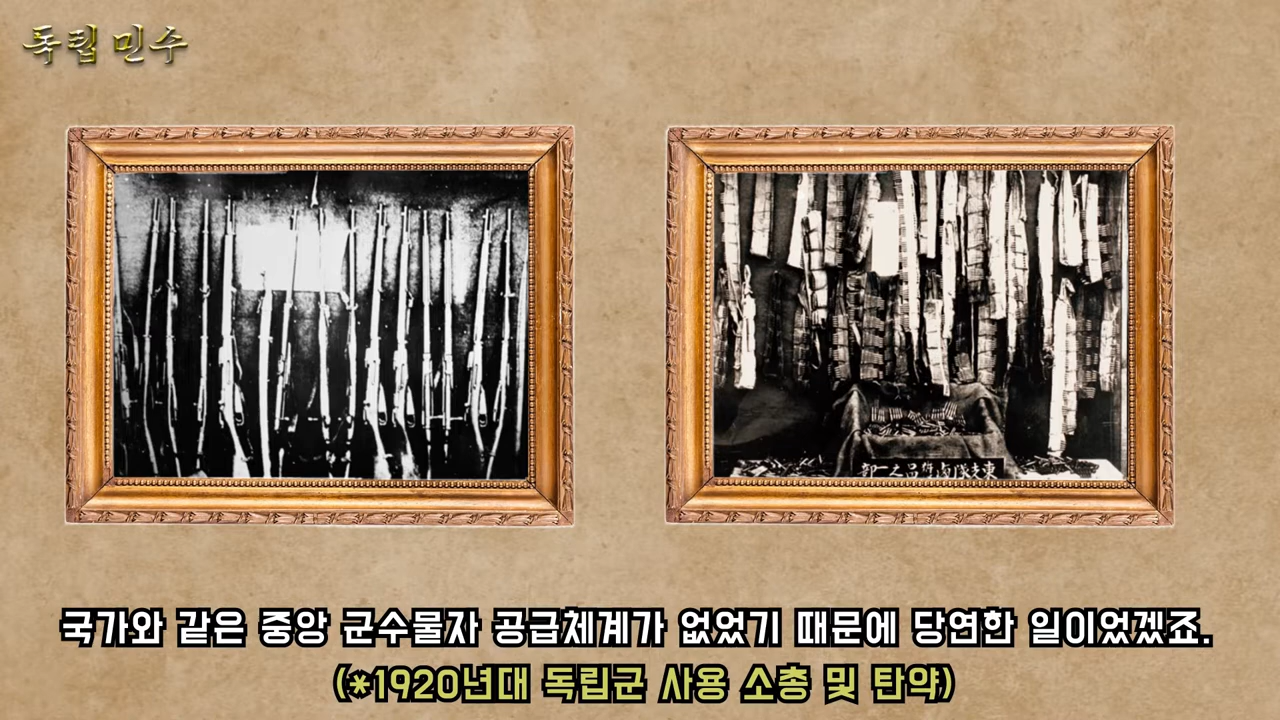 독립 민수
국가와 같은 중앙 군수물자 공급체계가 없었기 때문에 당연한 일이었겠죠.
(*1920년대 독립군 사용 소총 및 탄약)